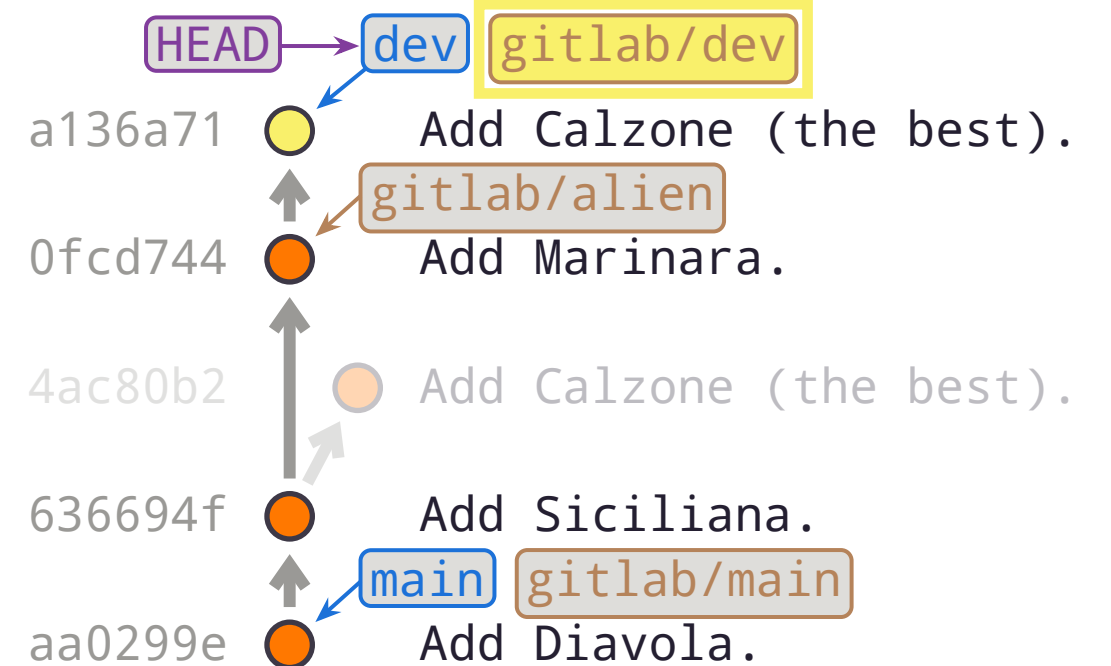 HEAD dev gitlab/dev
a136a71 Add Calzone (the best).
gitlab/alien
0fcd744 Add Marinara.
4ac80b2 Add Calzone (the best).
636694f Add Siciliana.
main gitlab/main
aa0299e Add Diavola.